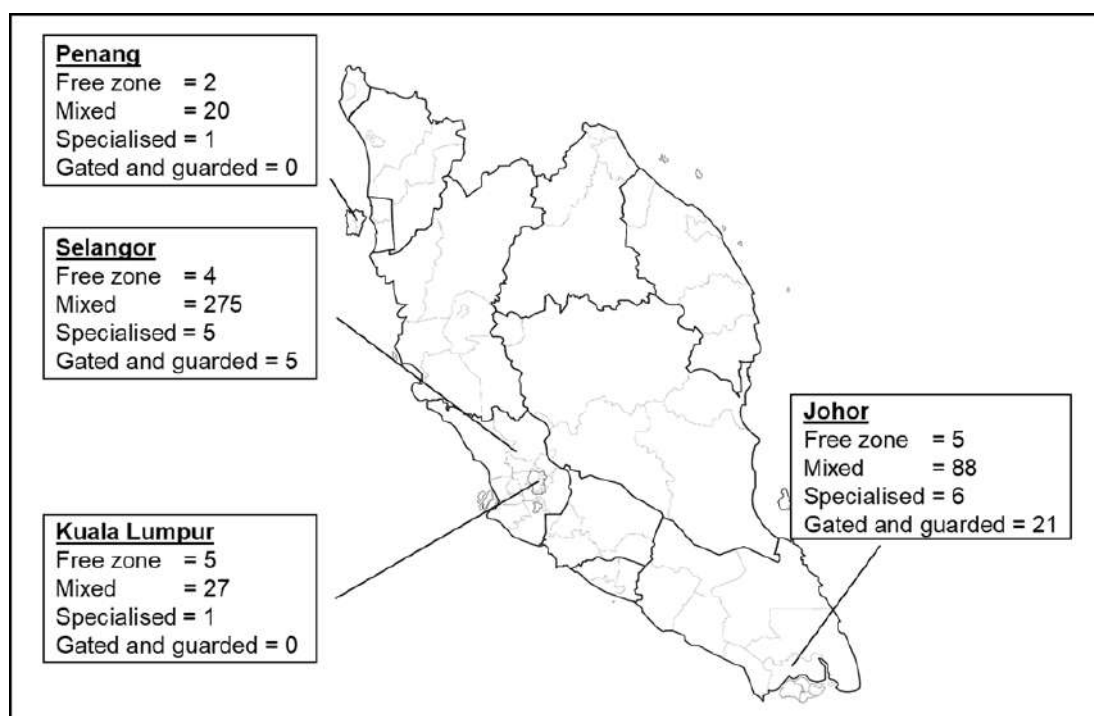 Penang
Free zone = 2
Mixed = 20
Specialised = 1
Gated and guarded = 0
Selangor
Free zone = 4
Mixed = 275
Specialised = 5
Gated and guarded = 5
Kuala Lumpur
Free zone = 5
Mixed = 27
Specialised = 1
Gated and guarded = 0
Johor
Free zone = 5
Mixed = 88
Specialised = 6
Gated and guarded = 21